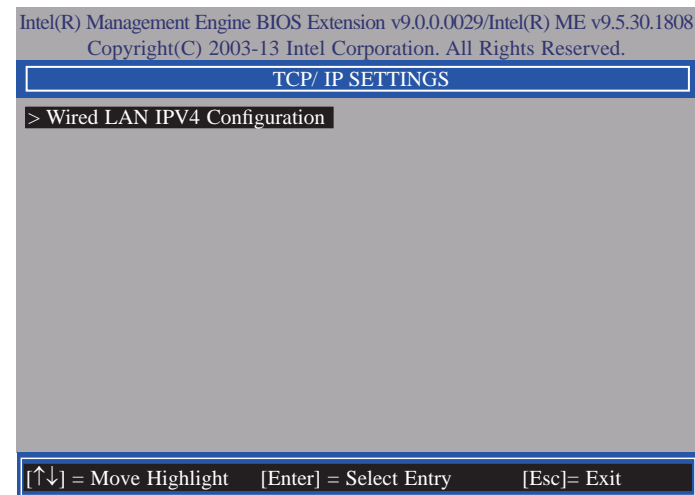 Intel(R) Management Engine BIOS Extension v9.0.0.0029/Intel(R) ME v9.5.30.1808
Copyright(C) 2003-13 Intel Corporation. All Rights Reserved.
TCP/ IP SETTINGS
> Wired LAN IPV4 Configuration
[↑↓] = Move Highlight [Enter] = Select Entry [Esc]= Exit